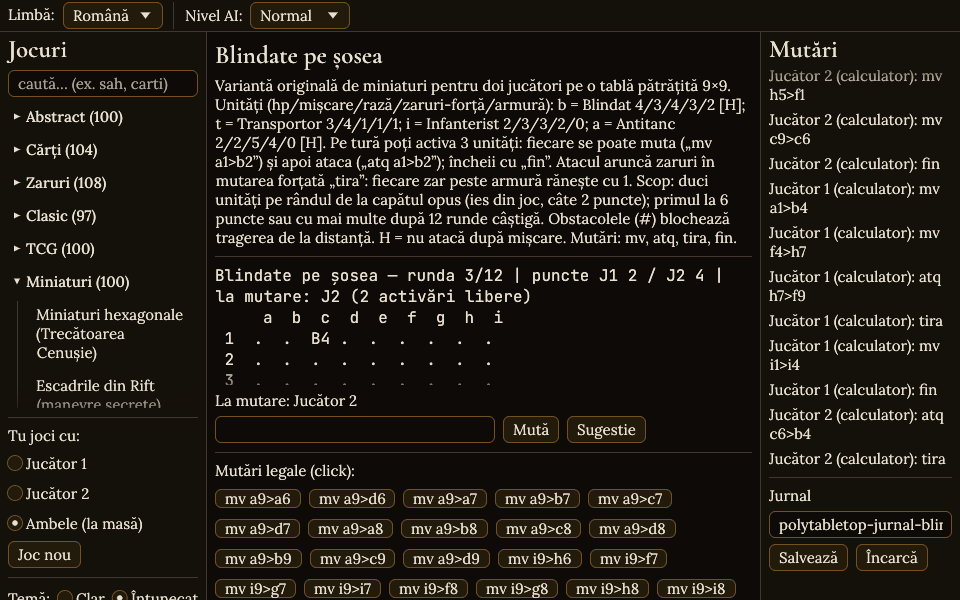 Limbă: Română ▼ Nivel AI: Normal ▼
Jocuri
caută... (ex. sah, carti)
▸ Abstract (100)
▸ Cărți (104)
▸ Zaruri (108)
▸ Clasic (97)
▸ TCG (100)
▾ Miniaturi (100)
Miniaturi hexagonale
(Trecătoarea
Cenușie)
Escadrile din Rift
(manevre secrete)
Tu joci cu:
Jucător 1
Jucător 2
Ambele (la masă)
Joc nou
Temă: Clar Întunecat
Blindate pe șosea
Variantă originală de miniaturi pentru doi jucători pe o tablă pătrățită 9×9.
Unități (hp/mișcare/rază/zaruri-forță/armură): b = Blindat 4/3/4/3/2 [H];
t = Transportor 3/4/1/1/1; i = Infanterist 2/3/3/2/0; a = Antitanc
2/2/5/4/0 [H]. Pe tură poți activa 3 unități: fiecare se poate muta („mv
a1>b2”) și apoi ataca („atq a1>b2”); închei cu „fin”. Atacul aruncă zaruri în
mutarea forțată „tira”: fiecare zar peste armură rănește cu 1. Scop: duci
unități pe rândul de la capătul opus (ies din joc, câte 2 puncte); primul la 6
puncte sau cu mai multe după 12 runde câștigă. Obstacolele (#) blochează
tragerea de la distanță. H = nu atacă după mișcare. Mutări: mv, atq, tira, fin.
Blindate pe șosea — runda 3/12 | puncte J1 2 / J2 4 |
la mutare: J2 (2 activări libere)
a b c d e f g h i
1 . . B4 . . . . . .
2 . . . . . . . . .
3 . . . . . . . . .
La mutare: Jucător 2
Mută Sugestie
Mutări legale (click):
mv a9>a6 mv a9>d6 mv a9>a7 mv a9>b7 mv a9>c7
mv a9>d7 mv a9>a8 mv a9>b8 mv a9>c8 mv a9>d8
mv a9>b9 mv a9>c9 mv a9>d9 mv i9>h6 mv i9>f7
mv i9>g7 mv i9>i7 mv i9>f8 mv i9>g8 mv i9>h8 mv i9>i8
Mutări
Jucător 2 (calculator): mv
h5>f1
Jucător 2 (calculator): mv
c9>c6
Jucător 2 (calculator): fin
Jucător 1 (calculator): mv
a1>b4
Jucător 1 (calculator): mv
f4>h7
Jucător 1 (calculator): atq
h7>f9
Jucător 1 (calculator): tira
Jucător 1 (calculator): mv
i1>i4
Jucător 1 (calculator): fin
Jucător 2 (calculator): atq
c6>b4
Jucător 2 (calculator): tira
Jurnal
polytabletop-jurnal-blin
Salvează Încarcă